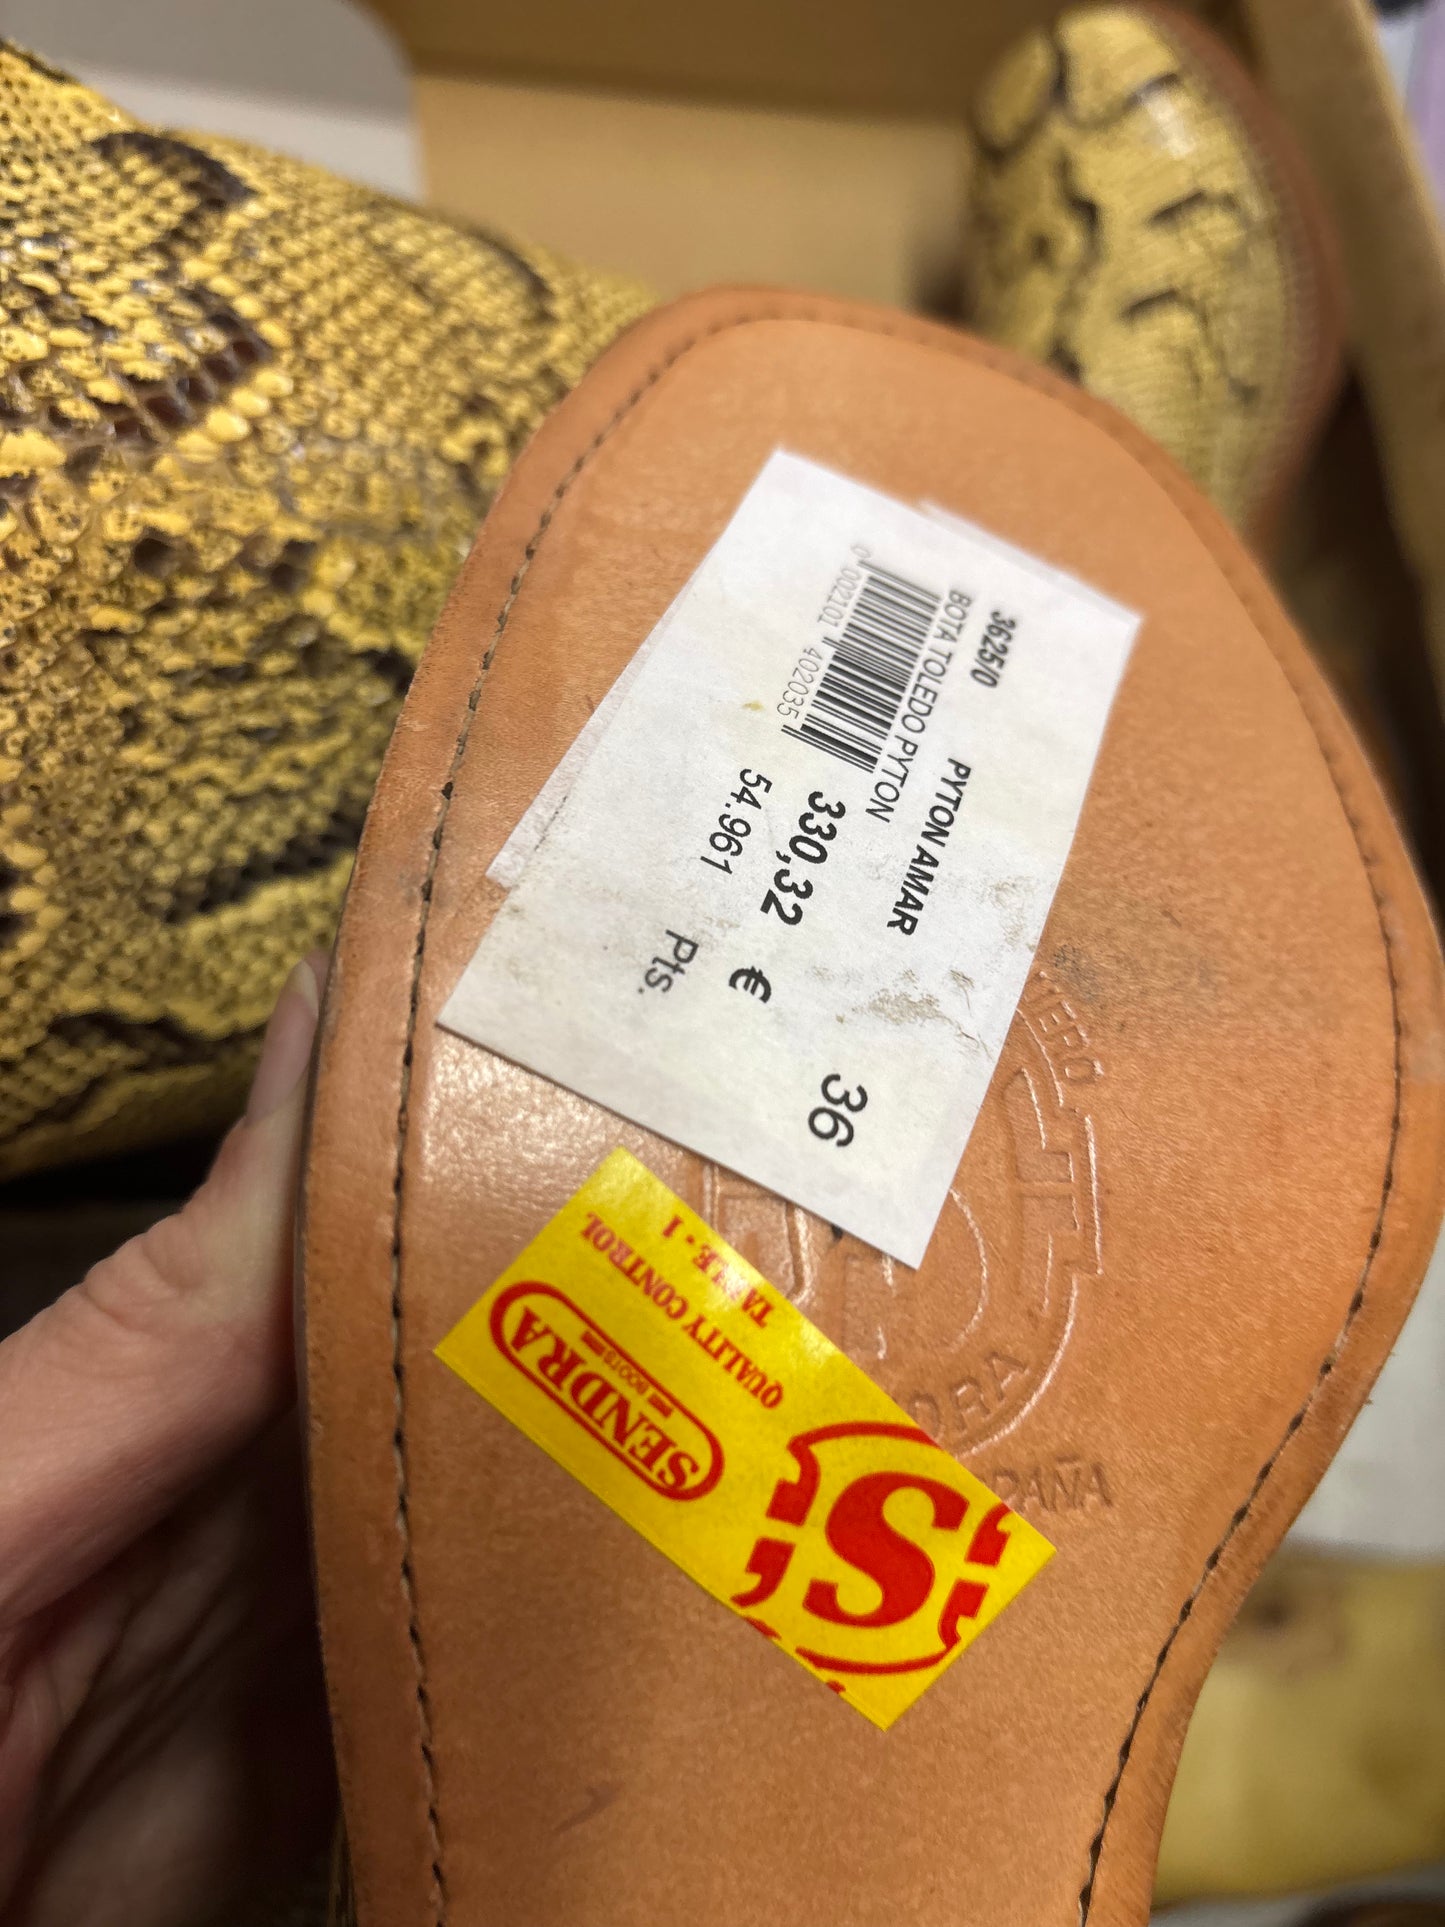 3625/0 PYTON AMAR
BOTA TOLEDO PYTON
0 002101 402035
330,32 €
54.961 Pts.
36
SENDRA
BOOTS
QUALITY CONTROL
S
ESPAÑA